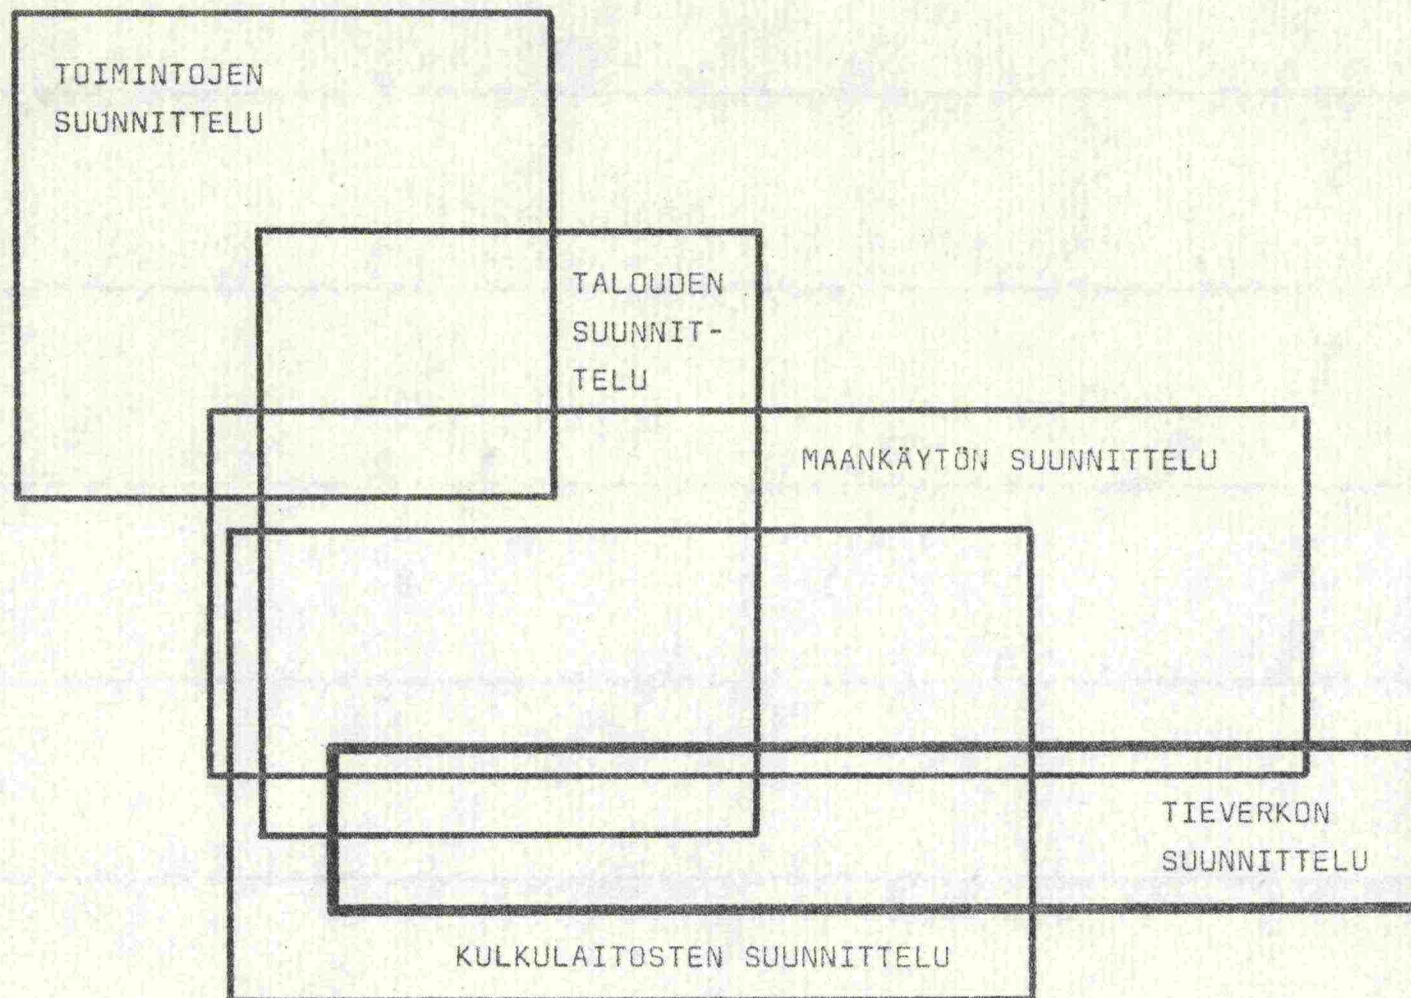 TOIMINTOJEN
SUUNNITTELU
TALOUDEN
SUUNNIT-
TELU
MAANKÄYTÖN SUUNNITTELU
TIEVERKON
SUUNNITTELU
KULKULAITOSTEN SUUNNITTELU